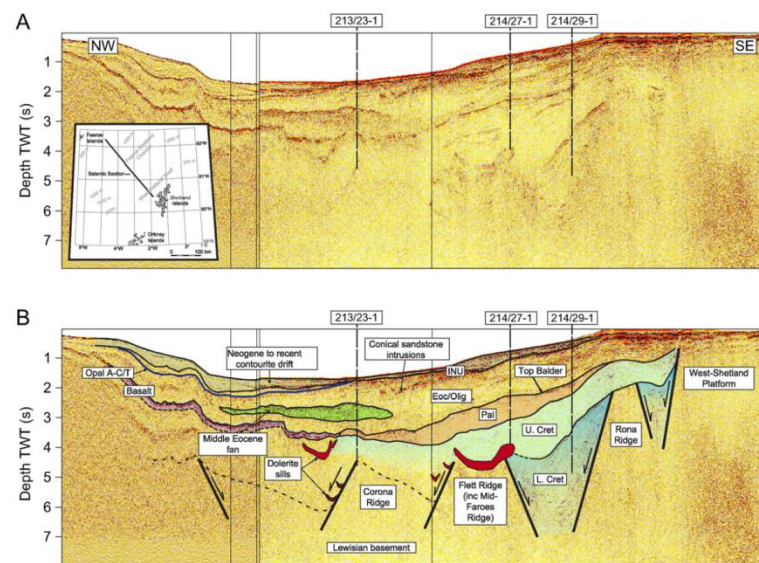 A
213/23-1
214/27-1
214/29-1
NW
SE
Depth TWT (s)
1
2
3
4
5
6
7
Faeroe
Islands
Seismic Section
Shetland
Islands
Orkney
Islands
100 km
B
213/23-1
214/27-1
214/29-1
Depth TWT (s)
1
2
3
4
5
6
7
Neogene to recent
contourite drift
Conical sandstone
intrusions
Opal A-C/T
INU
Top Balder
West-Shetland
Platform
Basalt
Eoc/Olig
Pal
Middle Eocene
fan
U. Cret
Rona
Ridge
Dolerite
sills
Corona
Ridge
Flett Ridge
(inc Mid-
Faroes
Ridge)
L. Cret
Lewisian basement